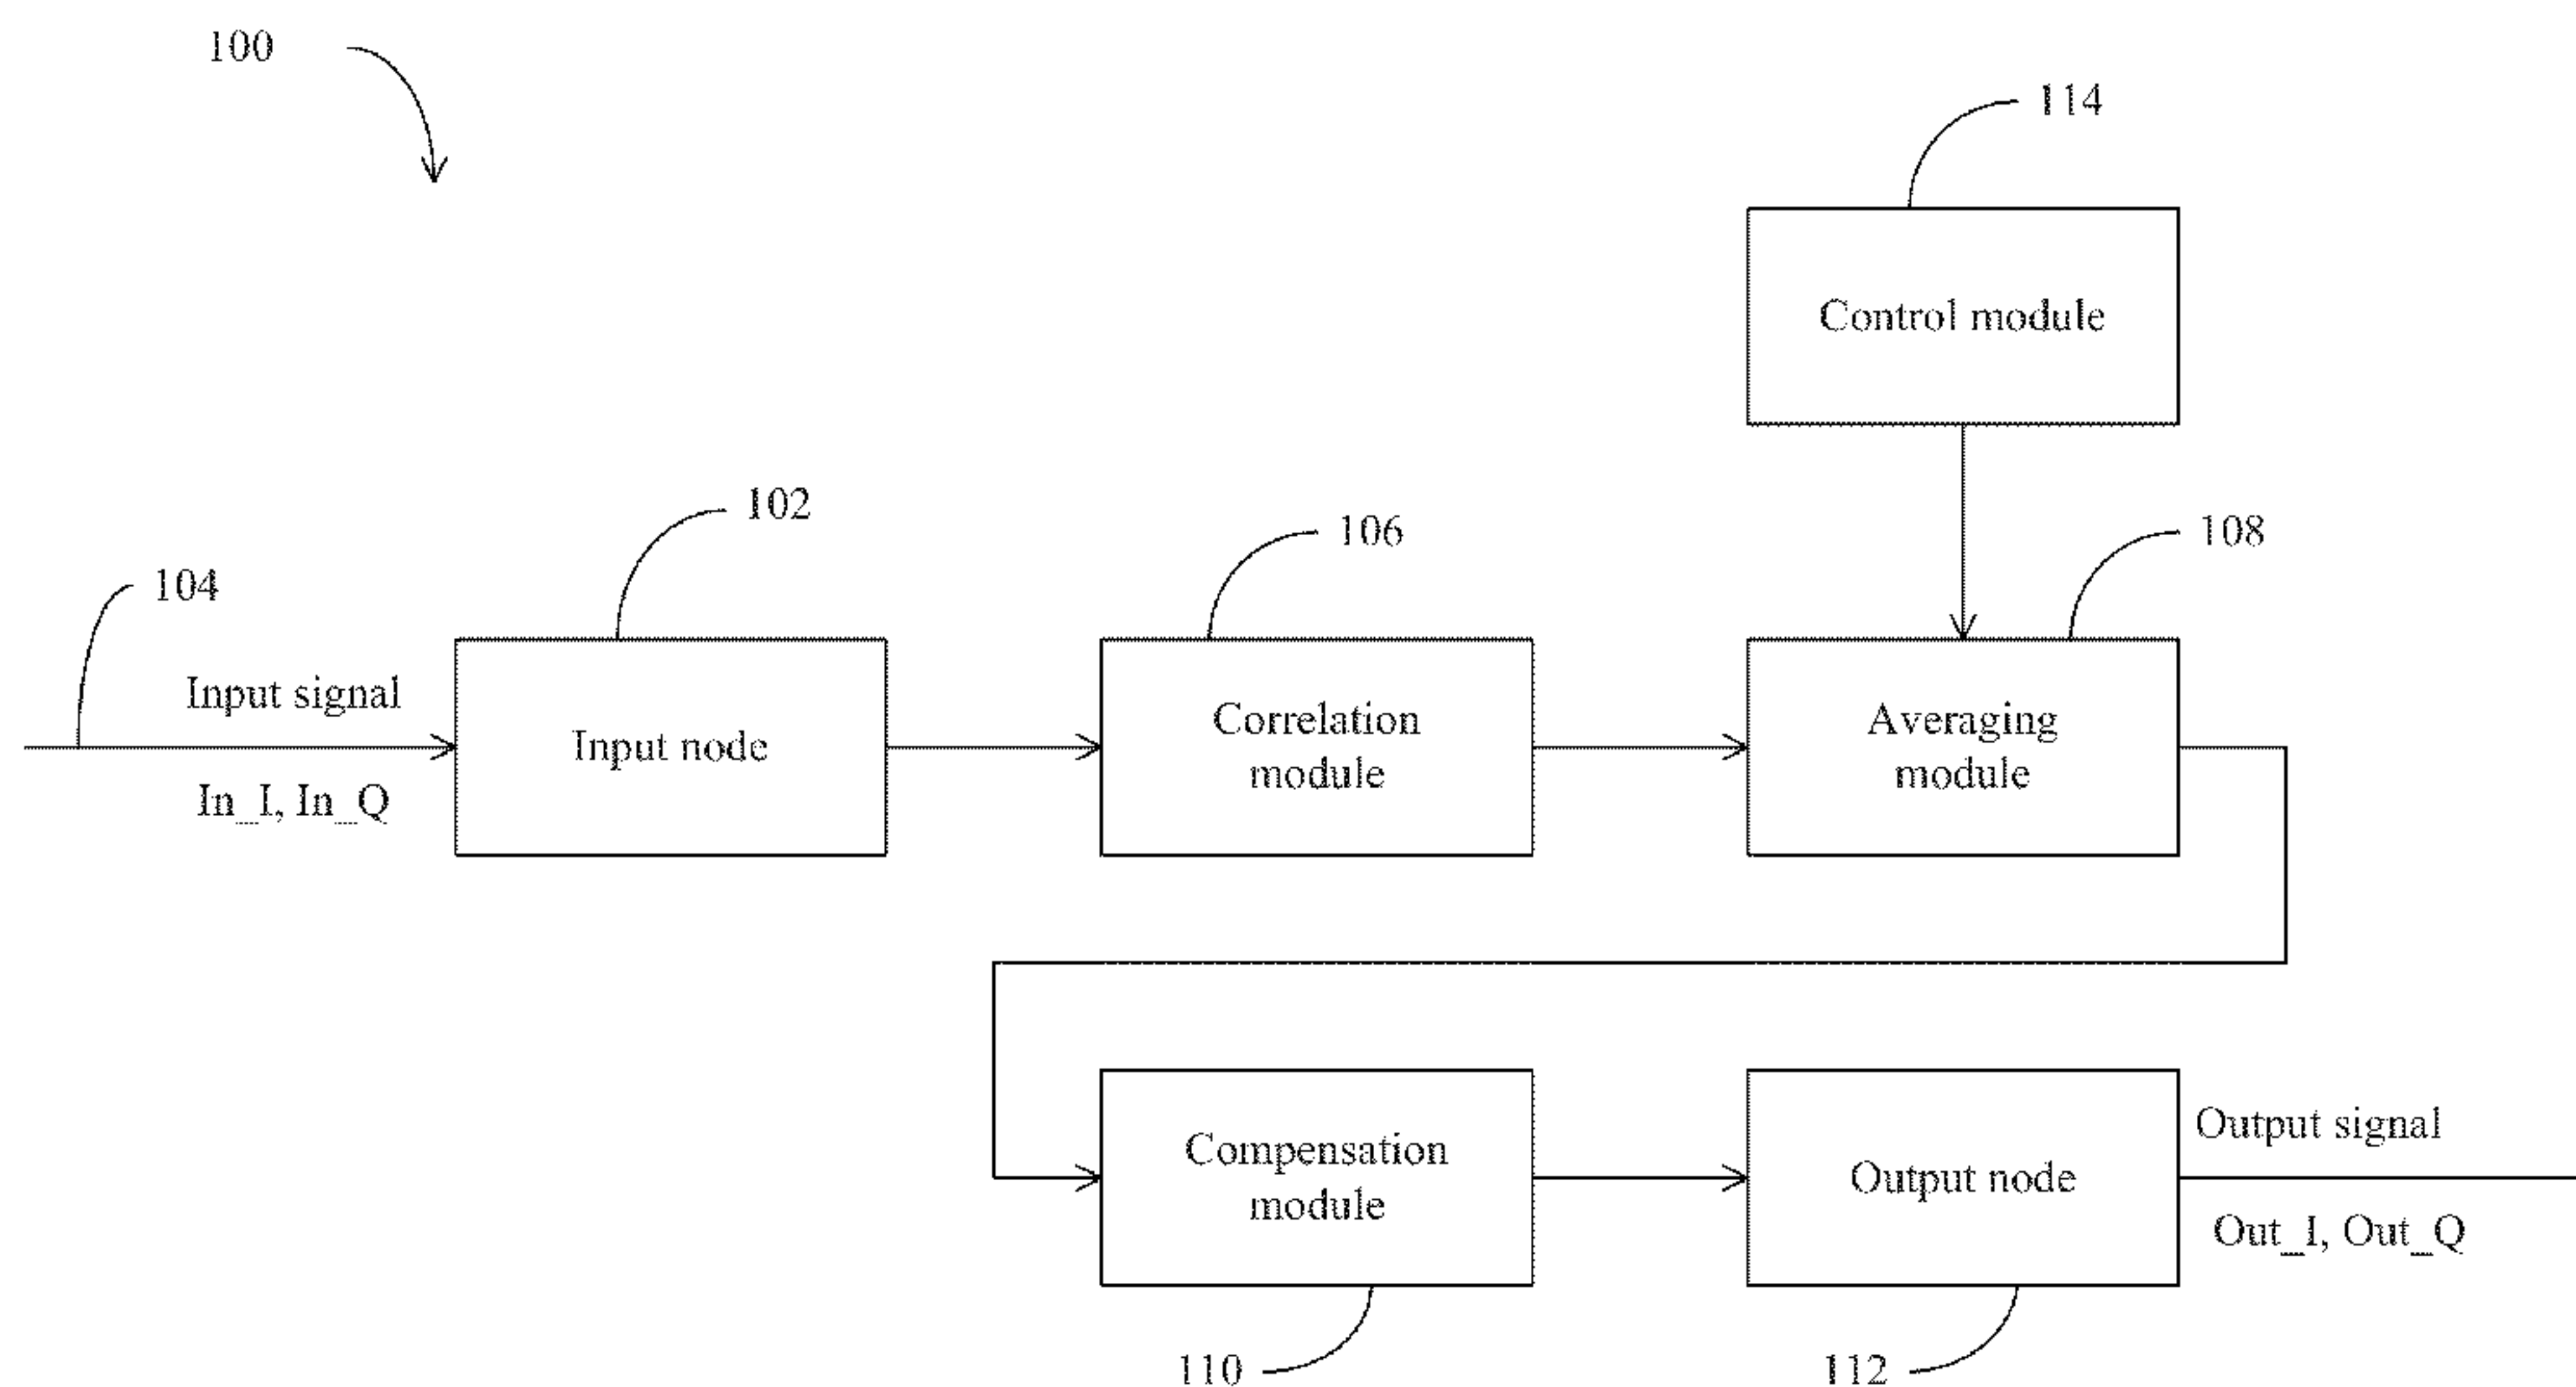 100
114
Control module
102
106
108
104
Input signal
In_I, In_Q
Input node
Correlation
module
Averaging
module
Compensation
module
Output node
Output signal
Out_I, Out_Q
110
112